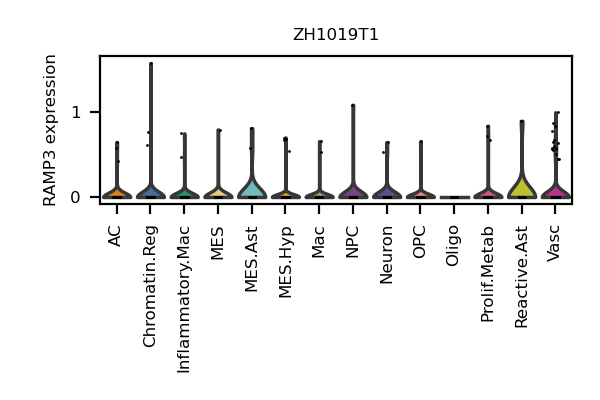 ZH1019T1
RAMP3 expression
1
0
AC
Chromatin.Reg
Inflammatory.Mac
MES
MES.Ast
MES.Hyp
Mac
NPC
Neuron
OPC
Oligo
Prolif.Metab
Reactive.Ast
Vasc